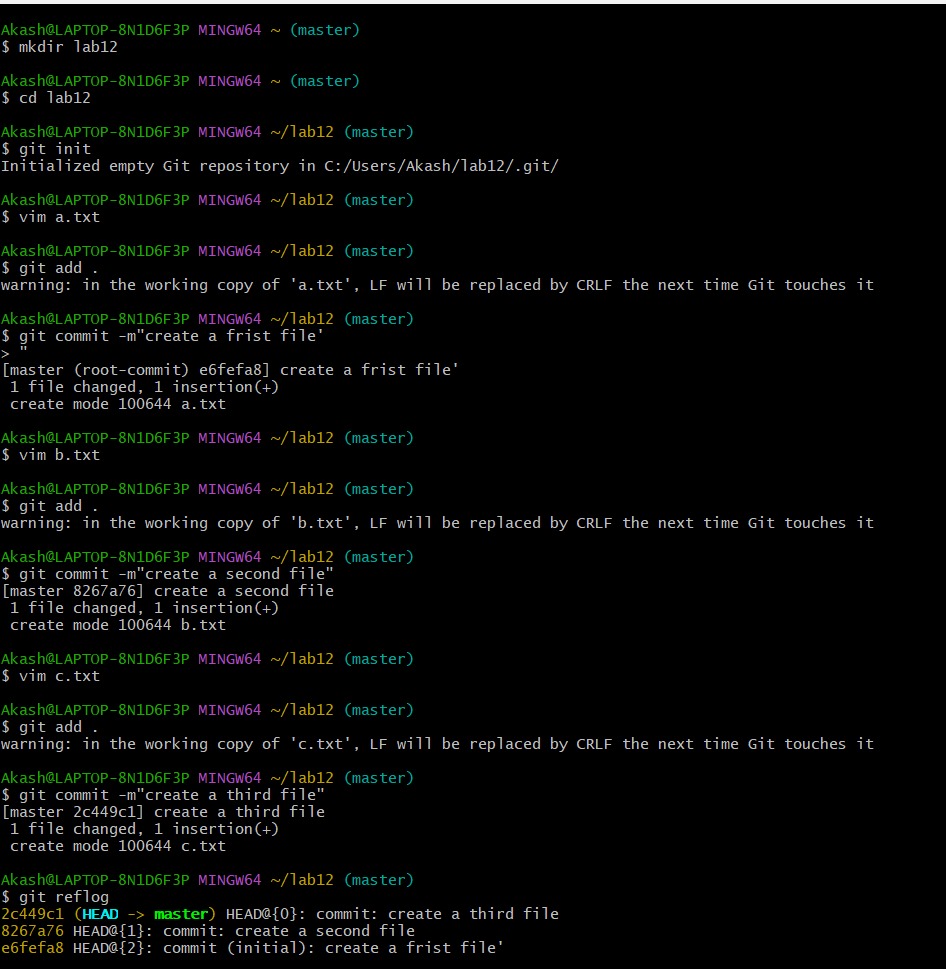 Akash@LAPTOP-8N1D6F3P MINGW64 ~ (master)
$ mkdir lab12
Akash@LAPTOP-8N1D6F3P MINGW64 ~ (master)
$ cd lab12
Akash@LAPTOP-8N1D6F3P MINGW64 ~/lab12 (master)
$ git init
Initialized empty Git repository in C:/Users/Akash/lab12/.git/
Akash@LAPTOP-8N1D6F3P MINGW64 ~/lab12 (master)
$ vim a.txt
Akash@LAPTOP-8N1D6F3P MINGW64 ~/lab12 (master)
$ git add .
warning: in the working copy of 'a.txt', LF will be replaced by CRLF the next time Git touches it
Akash@LAPTOP-8N1D6F3P MINGW64 ~/lab12 (master)
$ git commit -m"create a frist file'
> "
[master (root-commit) e6fefa8] create a frist file'
 1 file changed, 1 insertion(+)
 create mode 100644 a.txt
Akash@LAPTOP-8N1D6F3P MINGW64 ~/lab12 (master)
$ vim b.txt
Akash@LAPTOP-8N1D6F3P MINGW64 ~/lab12 (master)
$ git add .
warning: in the working copy of 'b.txt', LF will be replaced by CRLF the next time Git touches it
Akash@LAPTOP-8N1D6F3P MINGW64 ~/lab12 (master)
$ git commit -m"create a second file"
[master 8267a76] create a second file
 1 file changed, 1 insertion(+)
 create mode 100644 b.txt
Akash@LAPTOP-8N1D6F3P MINGW64 ~/lab12 (master)
$ vim c.txt
Akash@LAPTOP-8N1D6F3P MINGW64 ~/lab12 (master)
$ git add .
warning: in the working copy of 'c.txt', LF will be replaced by CRLF the next time Git touches it
Akash@LAPTOP-8N1D6F3P MINGW64 ~/lab12 (master)
$ git commit -m"create a third file"
[master 2c449c1] create a third file
 1 file changed, 1 insertion(+)
 create mode 100644 c.txt
Akash@LAPTOP-8N1D6F3P MINGW64 ~/lab12 (master)
$ git reflog
2c449c1 (HEAD -> master) HEAD@{0}: commit: create a third file
8267a76 HEAD@{1}: commit: create a second file
e6fefa8 HEAD@{2}: commit (initial): create a frist file'